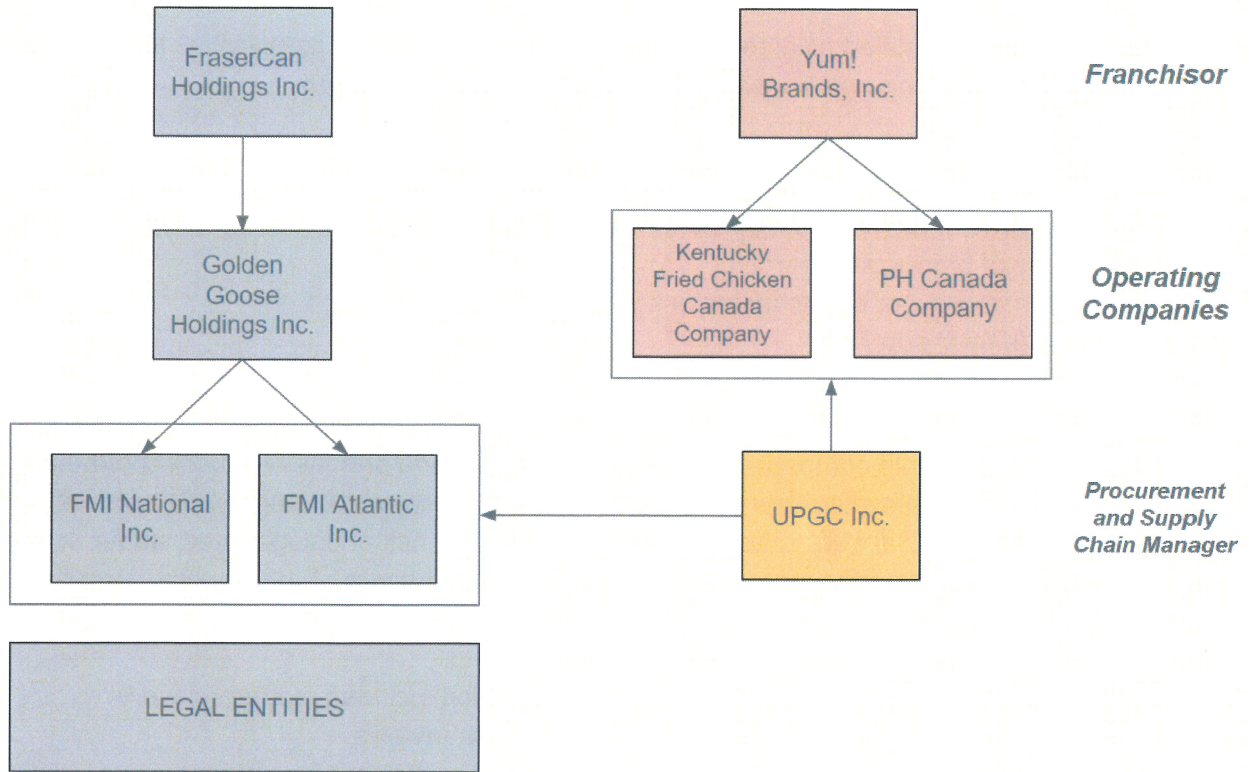 FraserCan
Holdings Inc.
Yum!
Brands, Inc.
Franchisor
Golden
Goose
Holdings Inc.
Kentucky
Fried Chicken
Canada
Company
PH Canada
Company
Operating
Companies
FMI National
Inc.
FMI Atlantic
Inc.
UPGC Inc.
Procurement
and Supply
Chain Manager
LEGAL ENTITIES